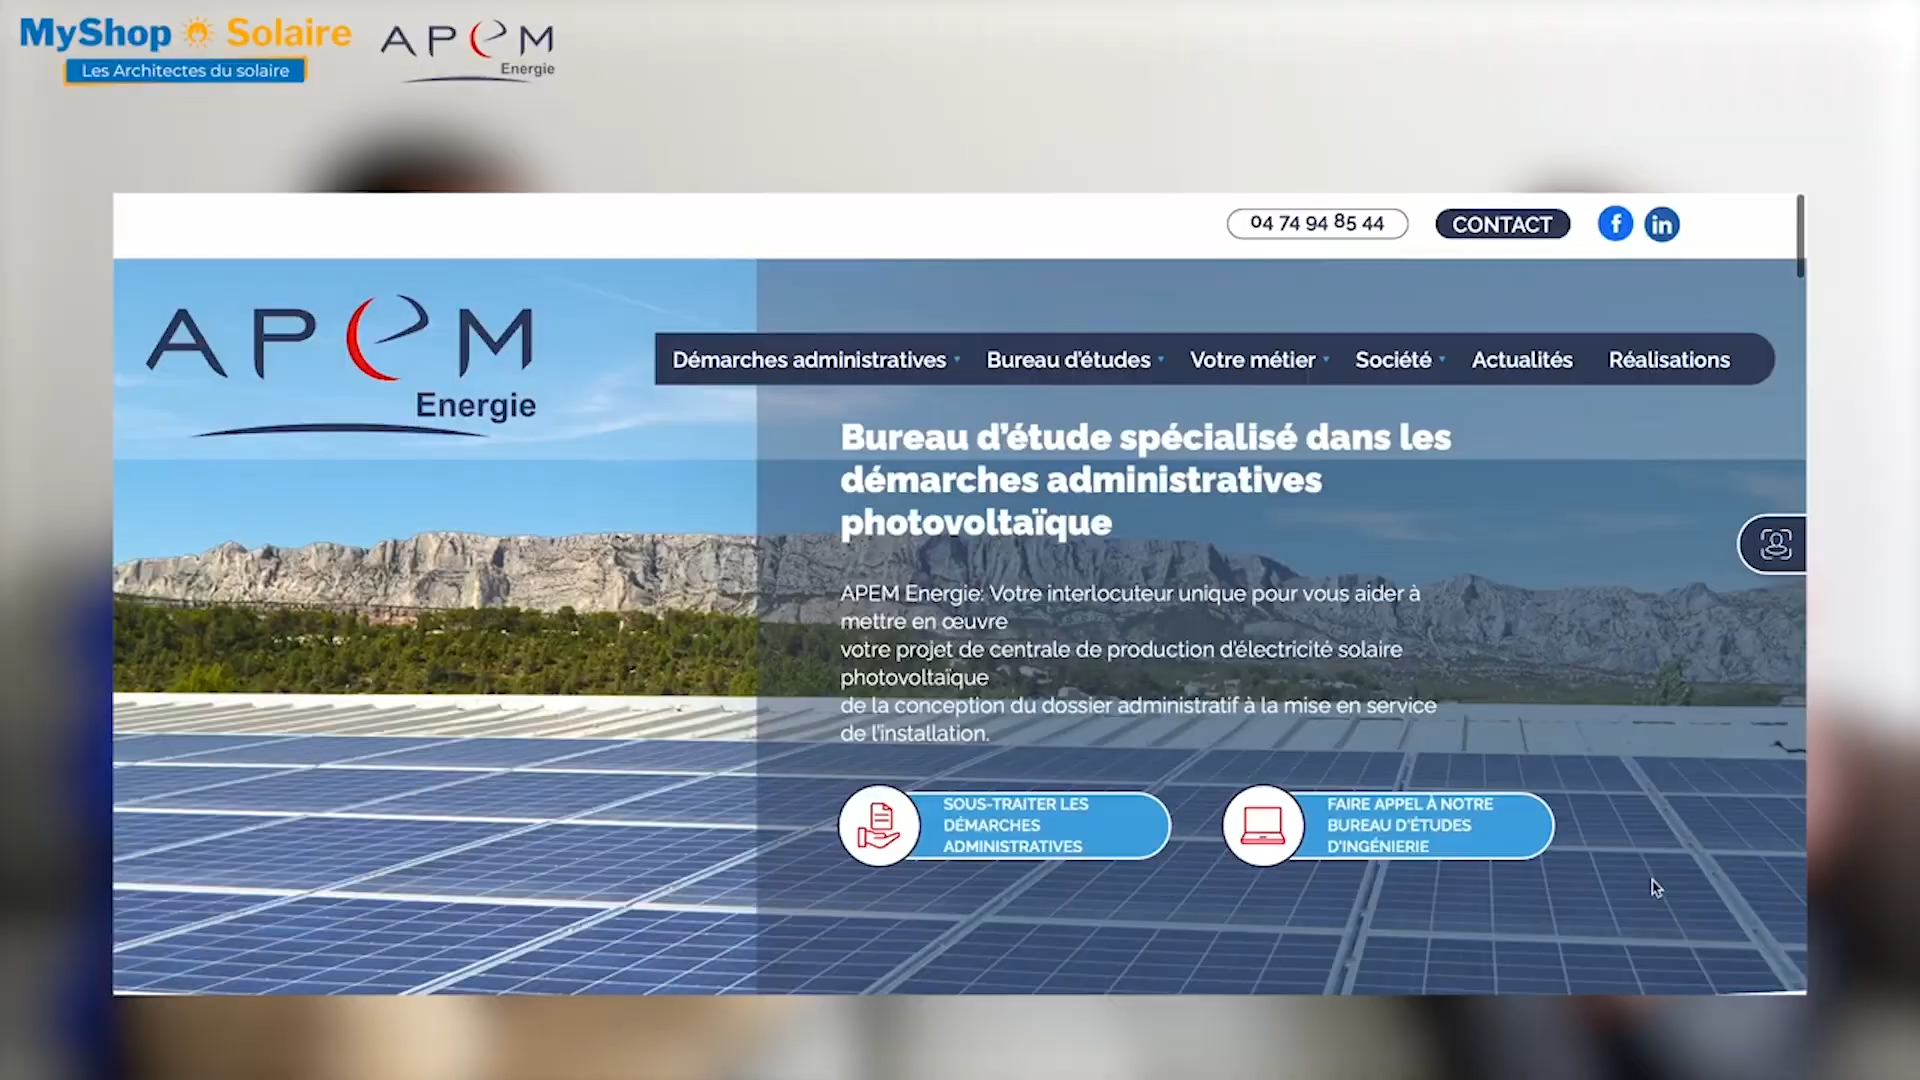 MyShop Solaire
Les Architectes du solaire
APEM
Energie
04 74 94 85 44
CONTACT
f
in
APEM
Energie
Démarches administratives
Bureau d'études
Votre métier
Société
Actualités
Réalisations
Bureau d’étude spécialisé dans les
démarches administratives
photovoltaïque
APEM Energie: Votre interlocuteur unique pour vous aider à
mettre en œuvre
votre projet de centrale de production d'électricité solaire
photovoltaïque
de la conception du dossier administratif à la mise en service
de l'installation.
SOUS-TRAITER LES
DÉMARCHES
ADMINISTRATIVES
FAIRE APPEL À NOTRE
BUREAU D'ÉTUDES
D'INGÉNIERIE